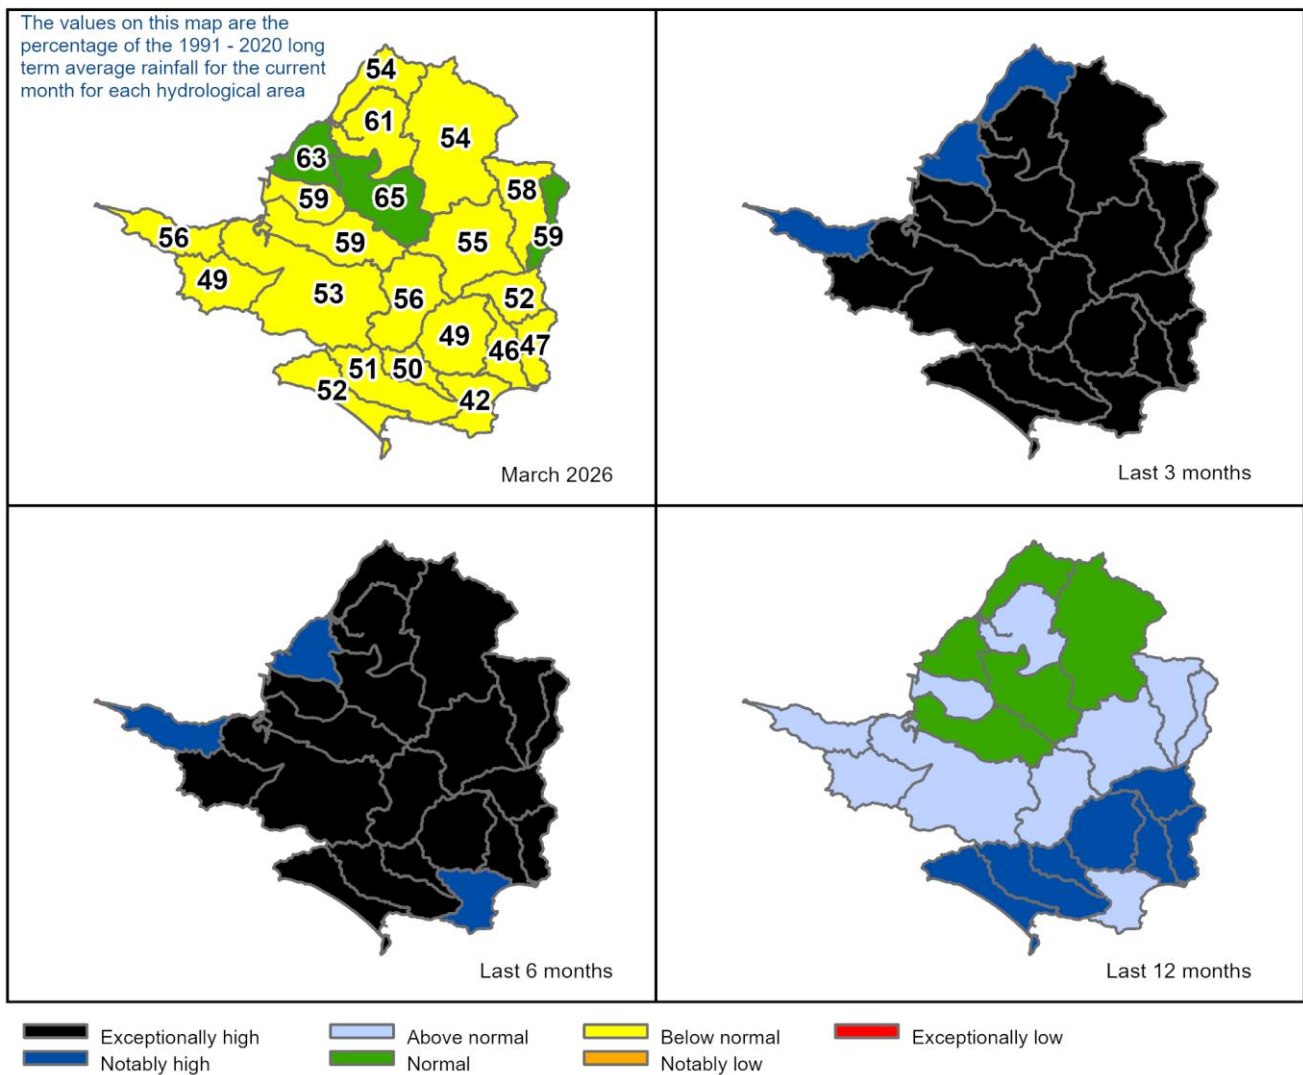 The values on this map are the
percentage of the 1991 - 2020 long
term average rainfall for the current
month for each hydrological area
54
61
54
63
58
59
65
56
59
55
59
49
53
56
52
49
46
47
51
50
52
42
March 2026
Last 3 months
Last 6 months
Last 12 months
Exceptionally high
Above normal
Below normal
Exceptionally low
Notably high
Normal
Notably low